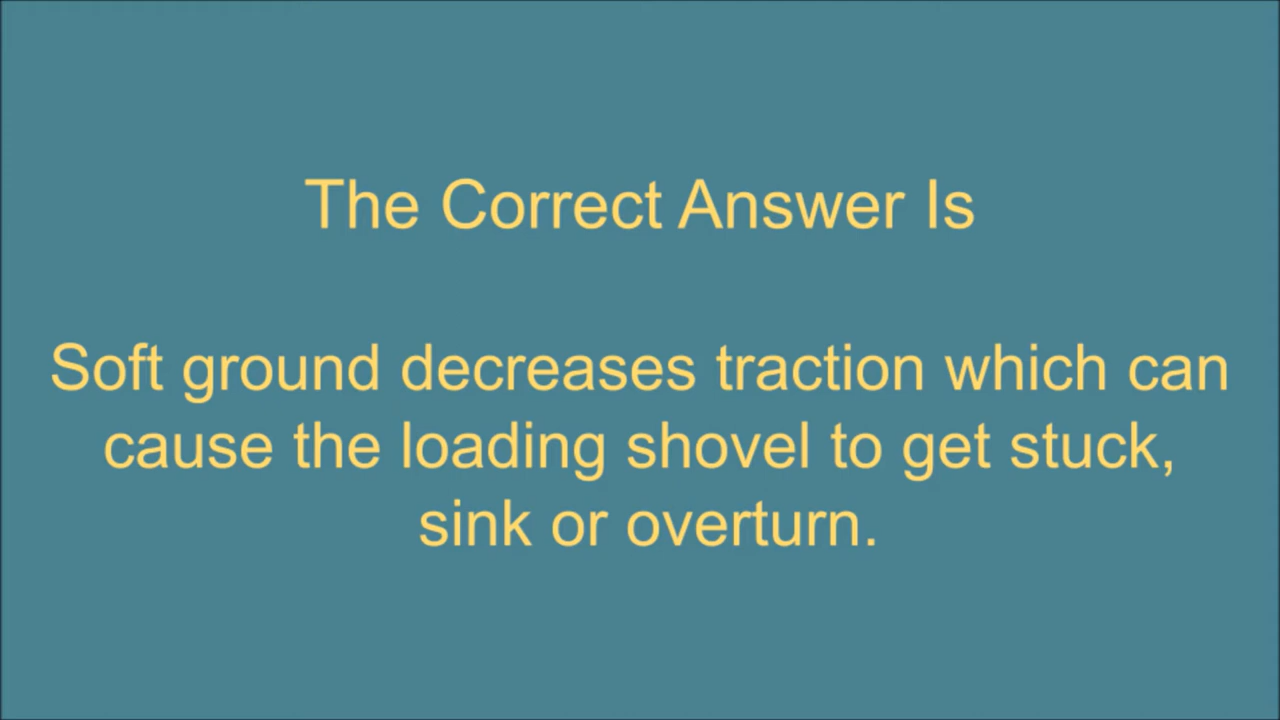 The Correct Answer Is
Soft ground decreases traction which can
cause the loading shovel to get stuck,
sink or overturn.